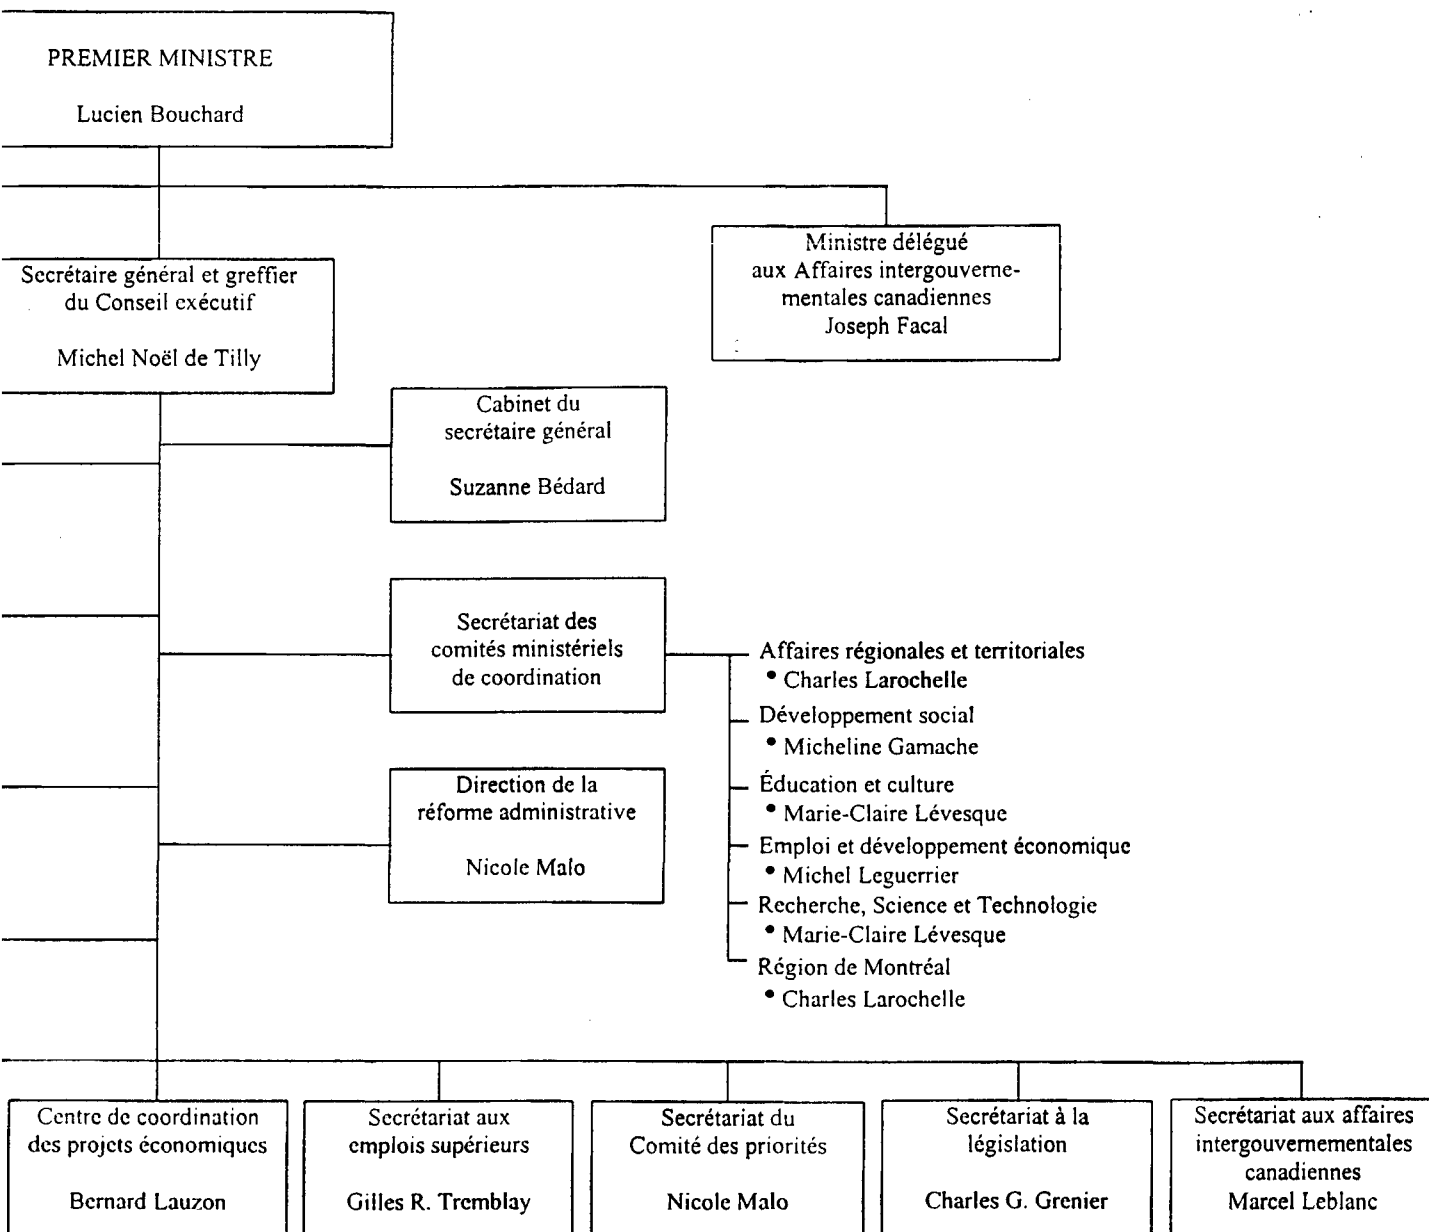 PREMIER MINISTRE
Lucien Bouchard
Ministre délégué
aux Affaires intergouverne-
mentales canadiennes
Joseph Facal
Secrétaire général et greffier
du Conseil exécutif
Michel Noël de Tilly
Cabinet du
secrétaire général
Suzanne Bédard
Secrétariat des
comités ministériels
de coordination
Affaires régionales et territoriales
• Charles Larochelle
Développement social
• Micheline Gamache
Éducation et culture
• Marie-Claire Lévesque
Emploi et développement économique
• Michel Leguerrier
Recherche, Science et Technologie
• Marie-Claire Lévesque
Région de Montréal
• Charles Larochelle
Direction de la
réforme administrative
Nicole Malo
Centre de coordination
des projets économiques
Bernard Lauzon
Secrétariat aux
emplois supérieurs
Gilles R. Tremblay
Secrétariat du
Comité des priorités
Nicole Malo
Secrétariat à la
législation
Charles G. Grenier
Secrétariat aux affaires
intergouvernementales
canadiennes
Marcel Leblanc